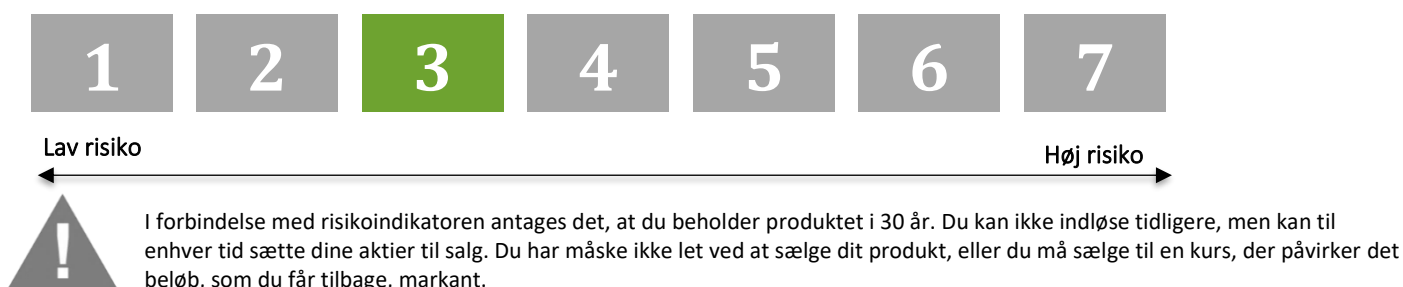 1 2 3 4 5 6 7
Lav risiko Høj risiko
I forbindelse med risikoindikatoren antages det, at du beholder produktet i 30 år. Du kan ikke indløse tidligere, men kan til
enhver tid sætte dine aktier til salg. Du har måske ikke let ved at sælge dit produkt, eller du må sælge til en kurs, der påvirker det
beløb, som du får tilbage, markant.